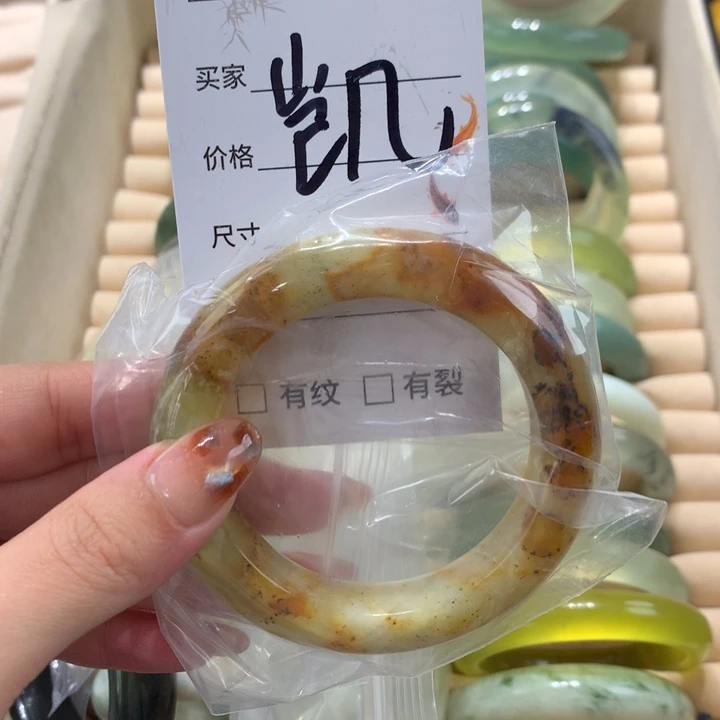 买家 凯
价格
尺寸
□ 有纹 □ 有裂